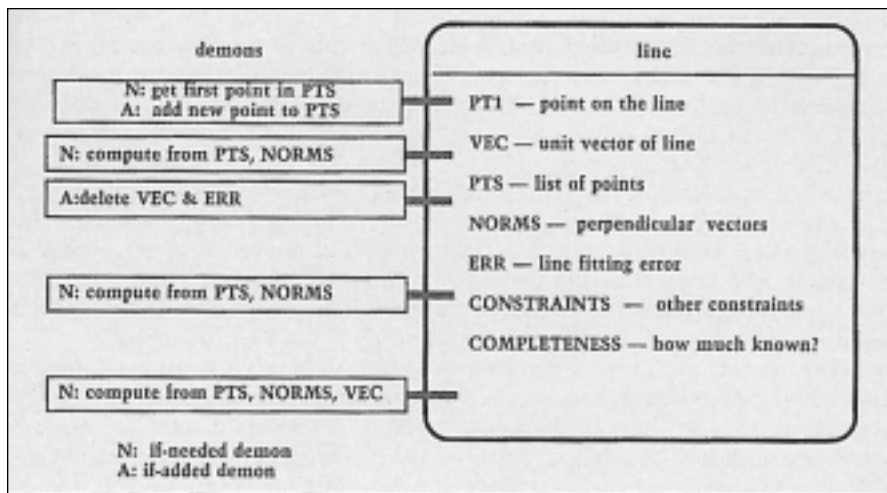 demons
N: get first point in PTS
A: add new point to PTS
N: compute from PTS, NORMS
A:delete VEC & ERR
N: compute from PTS, NORMS
N: compute from PTS, NORMS, VEC
N: if-needed demon
A: if-added demon
line
PT1 — point on the line
VEC — unit vector of line
PTS — list of points
NORMS — perpendicular vectors
ERR — line fitting error
CONSTRAINTS — other constraints
COMPLETENESS — how much known?